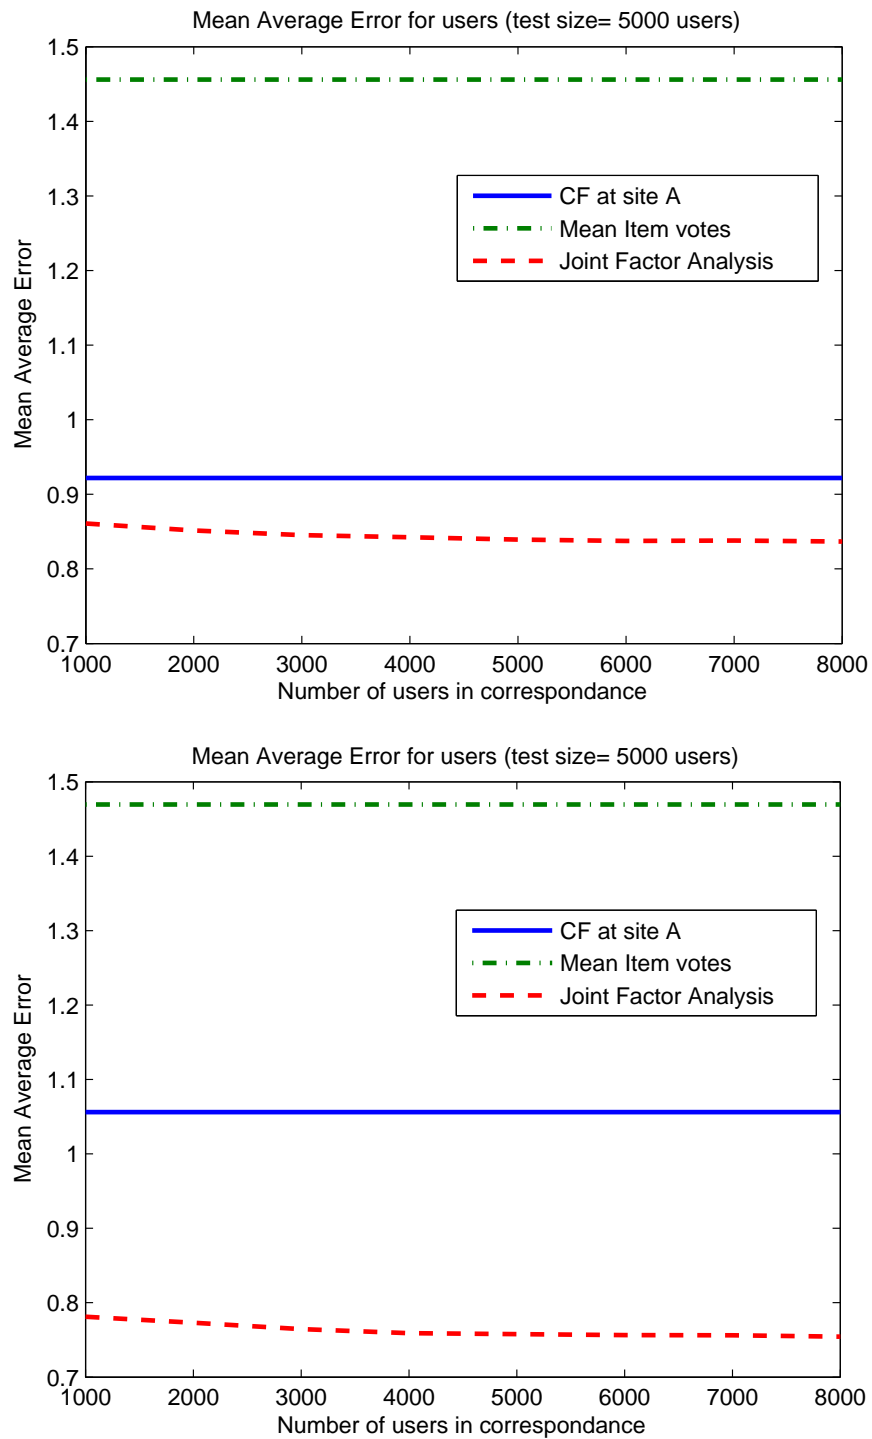 Mean Average Error for users (test size= 5000 users)
1.5
1.4
1.3
1.2
1.1
1
0.9
0.8
0.7
Mean Average Error
CF at site A
Mean Item votes
Joint Factor Analysis
1000 2000 3000 4000 5000 6000 7000 8000
Number of users in correspondance
Mean Average Error for users (test size= 5000 users)
1.5
1.4
1.3
1.2
1.1
1
0.9
0.8
0.7
Mean Average Error
CF at site A
Mean Item votes
Joint Factor Analysis
1000 2000 3000 4000 5000 6000 7000 8000
Number of users in correspondance